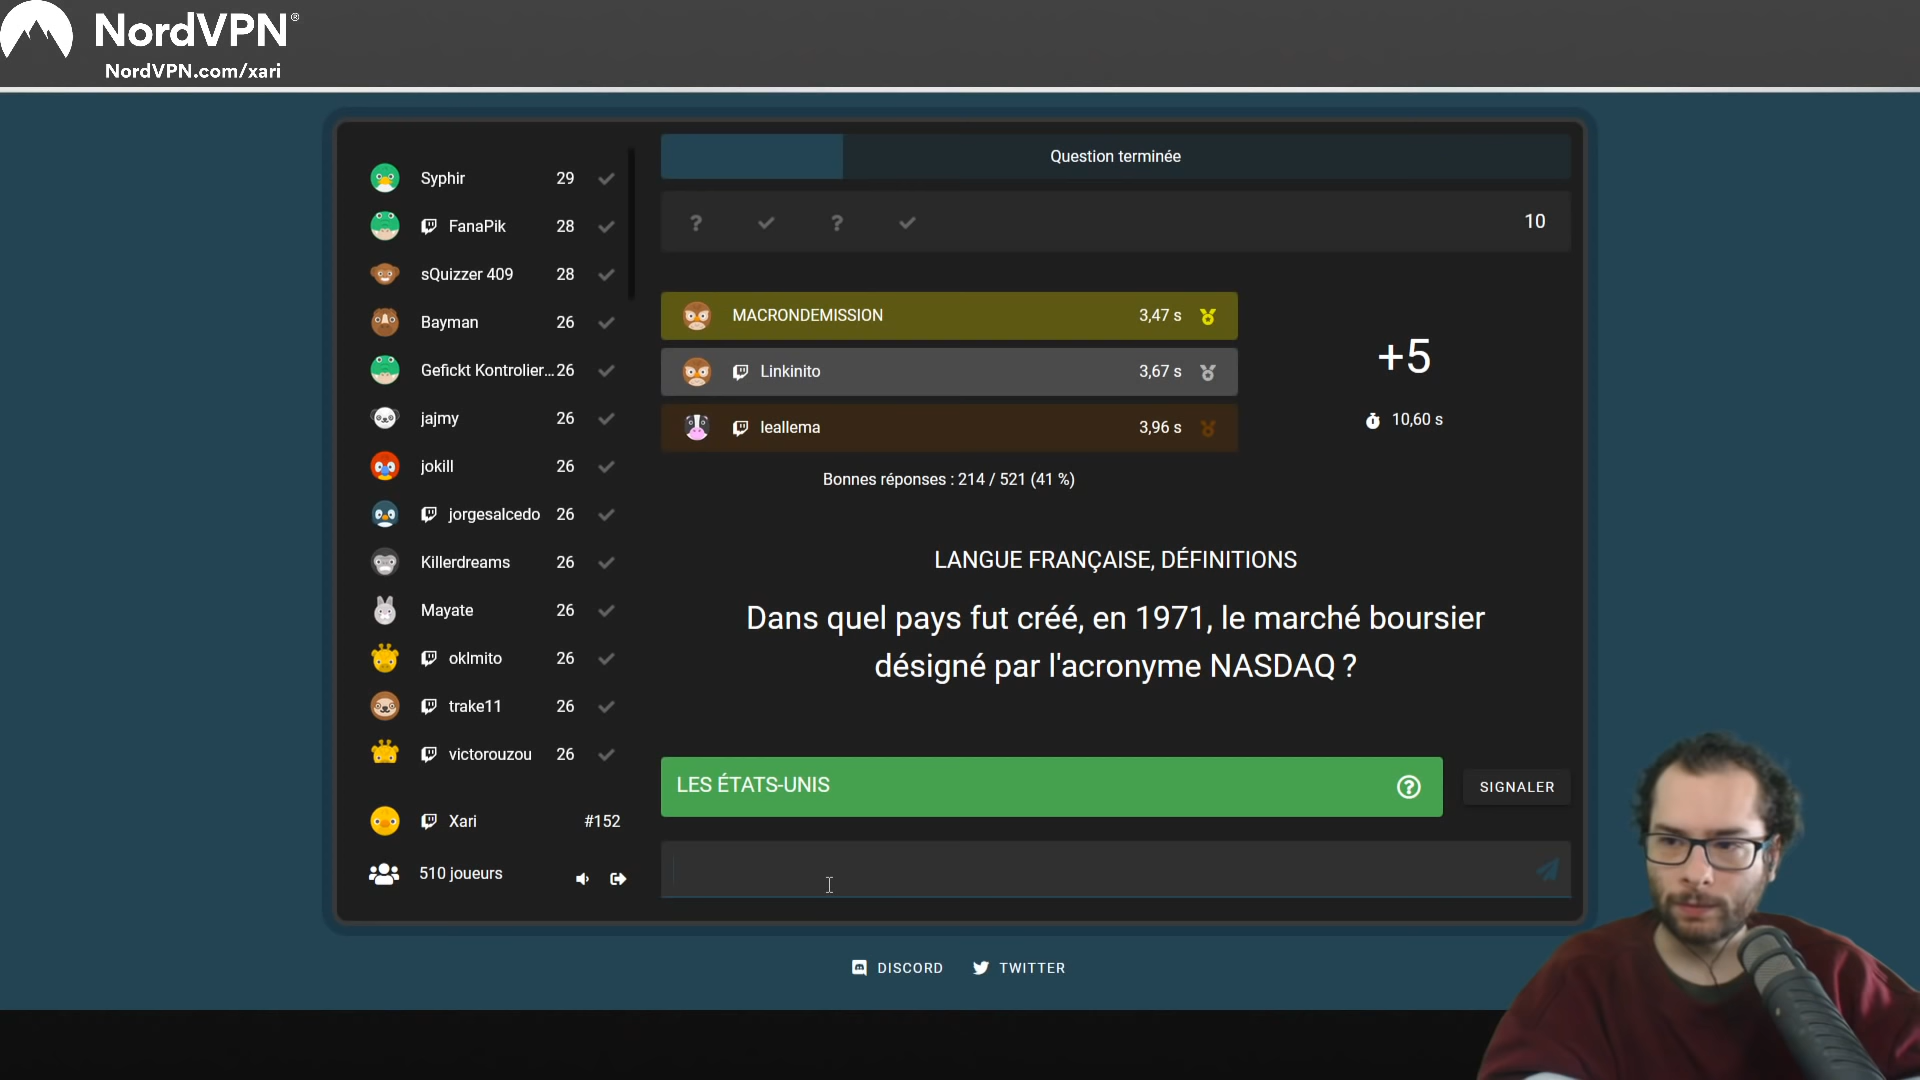 NordVPN®
NordVPN.com/xari
Syphir 29
FanaPik 28
sQuizzer 409 28
Bayman 26
Gefickt Kontrolier... 26
jajmy 26
jokill 26
jorgesalcedo 26
Killerdreams 26
Mayate 26
oklmito 26
trake11 26
victorouzou 26
Xari #152
510 joueurs
Question terminée
? ? 10
MACRONDEMISSION 3,47 s
Linkinito 3,67 s
leallema 3,96 s
+5
10,60 s
Bonnes réponses : 214 / 521 (41 %)
LANGUE FRANÇAISE, DÉFINITIONS
Dans quel pays fut créé, en 1971, le marché boursier
désigné par l'acronyme NASDAQ ?
LES ÉTATS-UNIS ?
SIGNALER
DISCORD TWITTER